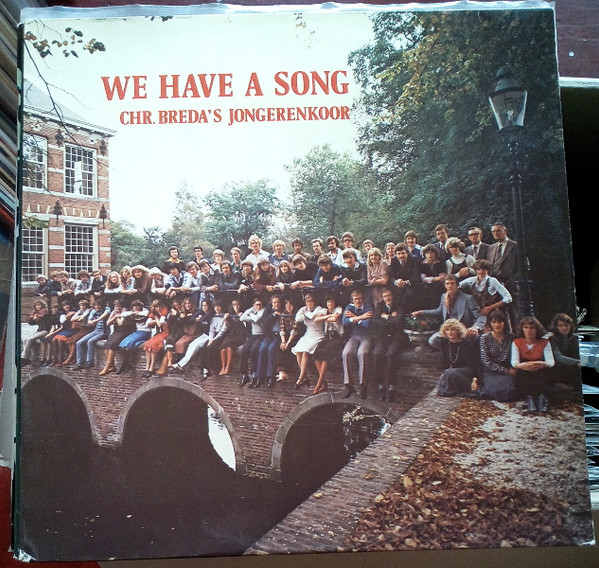 WE HAVE A SONG
CHR. BREDA'S JONGERENKOOR